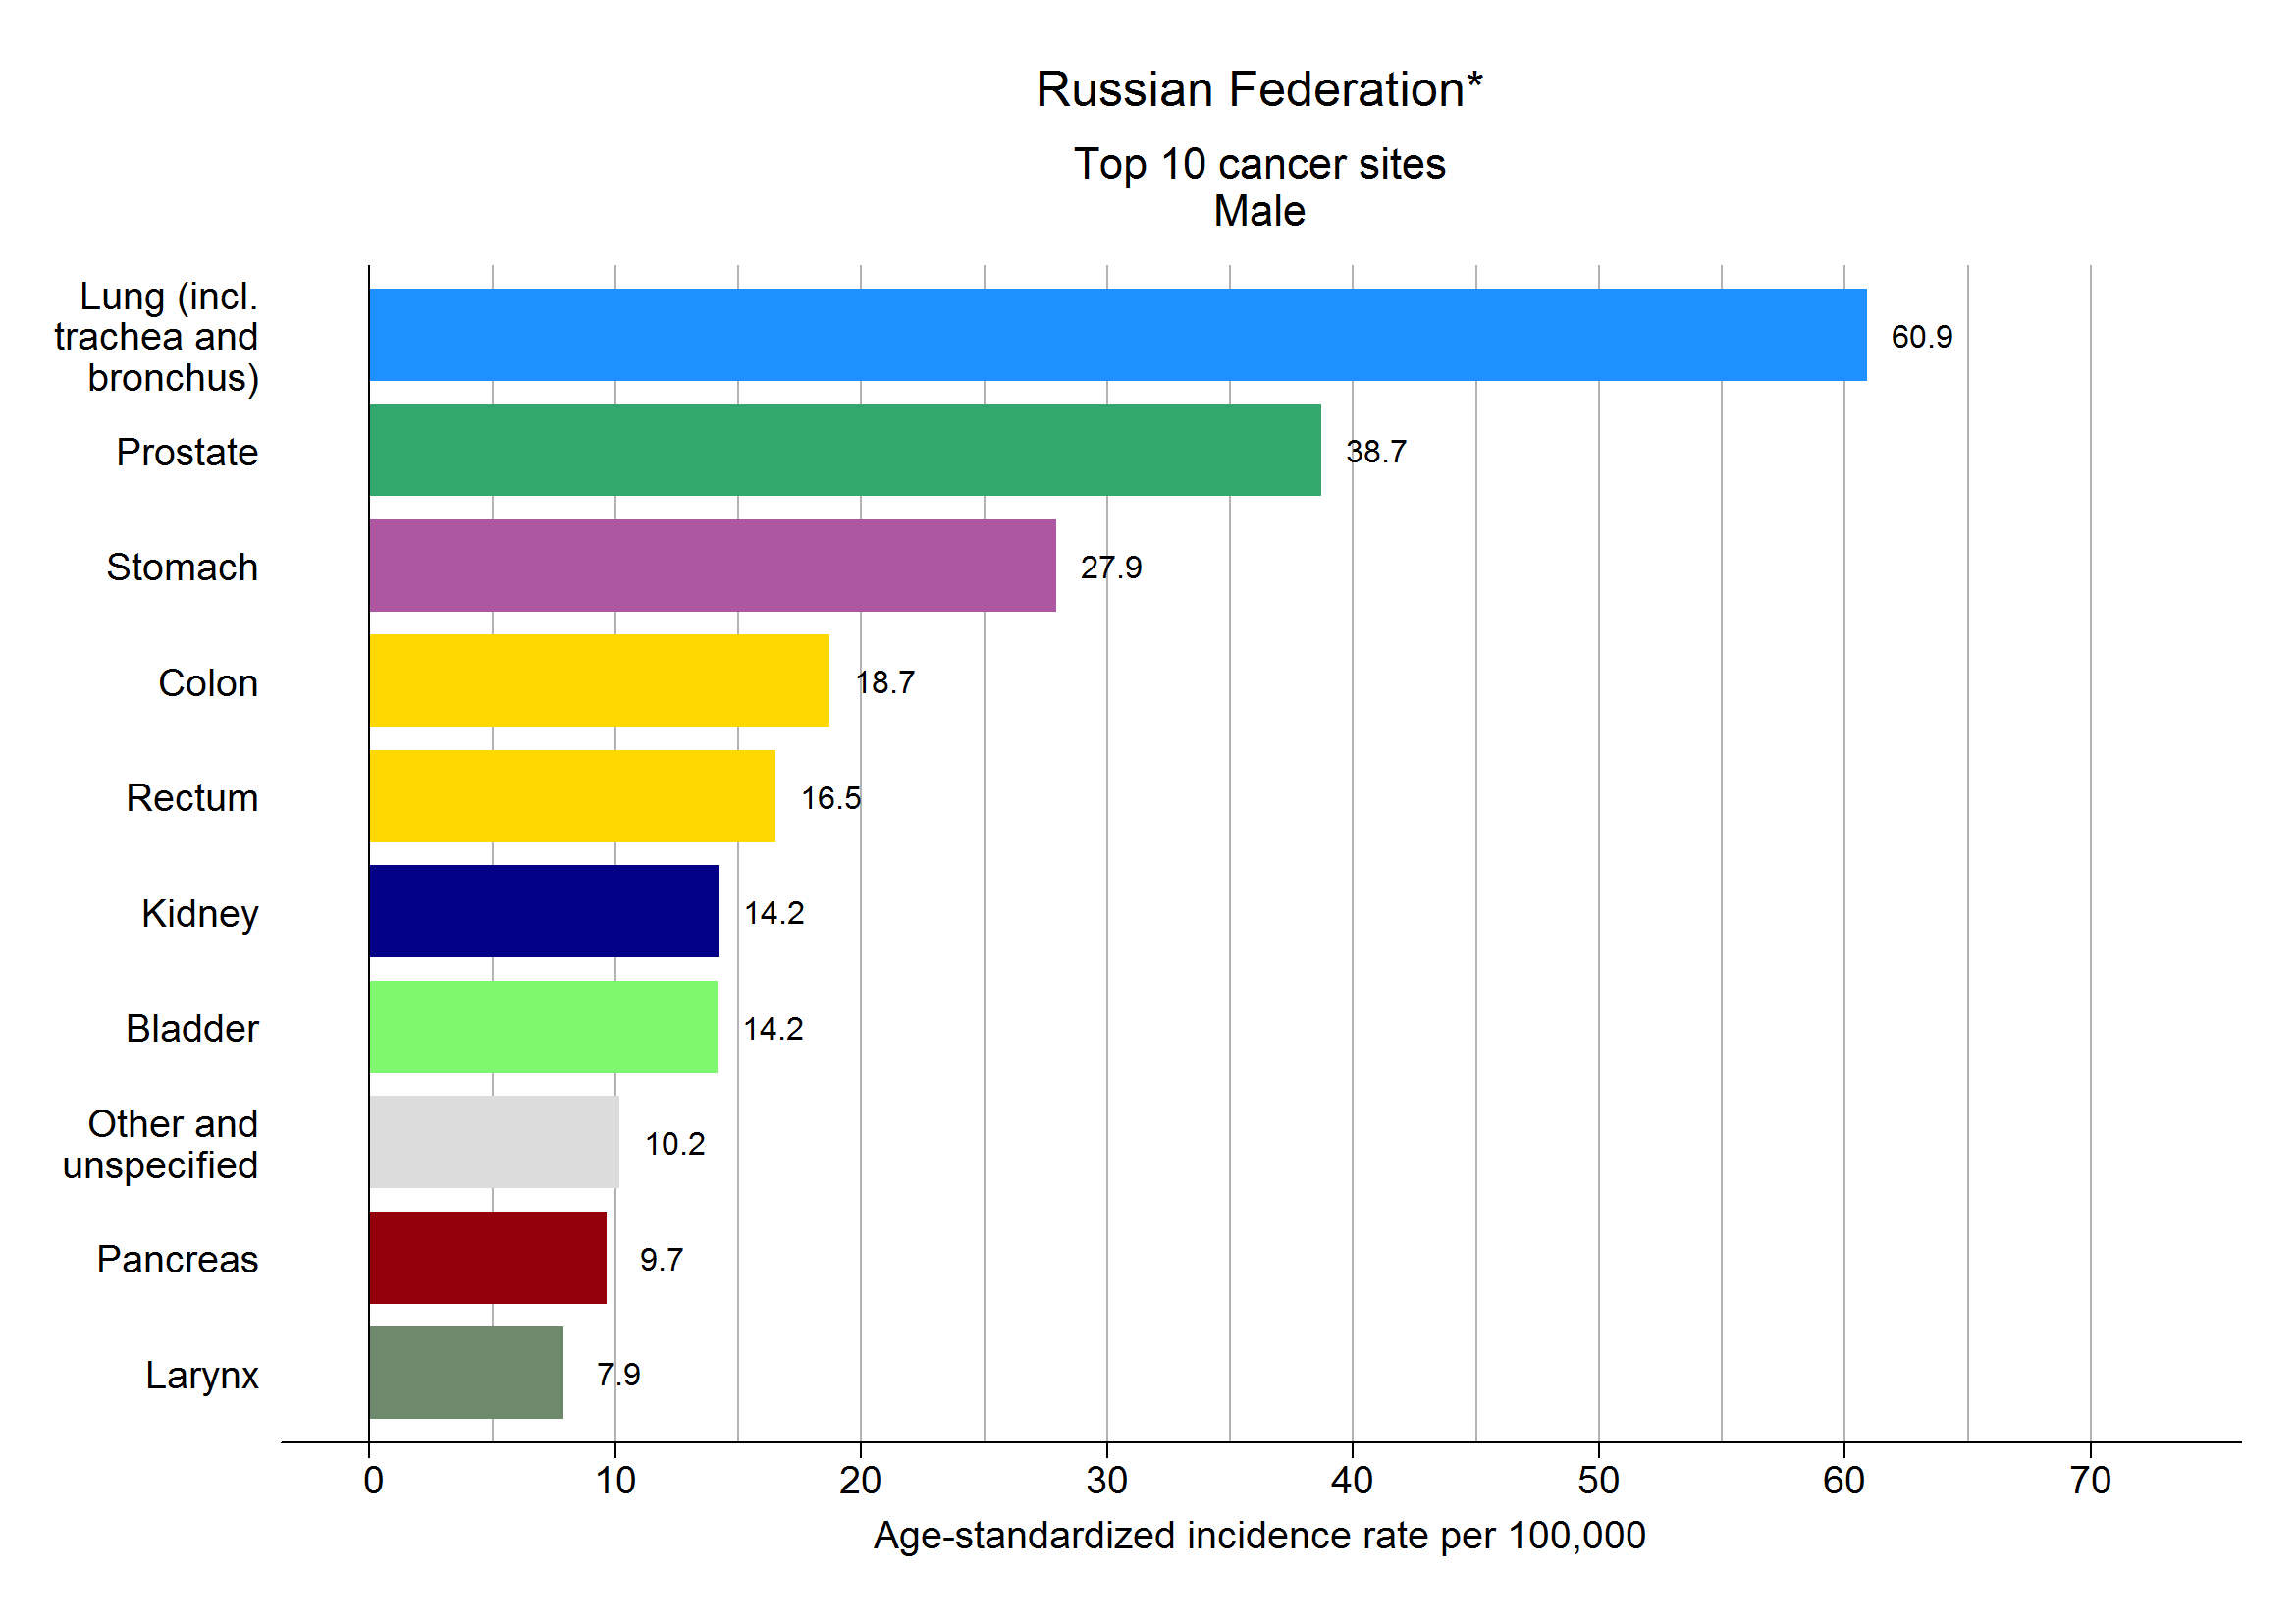 Russian Federation*
Top 10 cancer sites
Male
Lung (incl.
trachea and
bronchus)
60.9
Prostate
38.7
Stomach
27.9
Colon
18.7
Rectum
16.5
Kidney
14.2
Bladder
14.2
Other and
unspecified
10.2
Pancreas
9.7
Larynx
7.9
0 10 20 30 40 50 60 70
Age-standardized incidence rate per 100,000